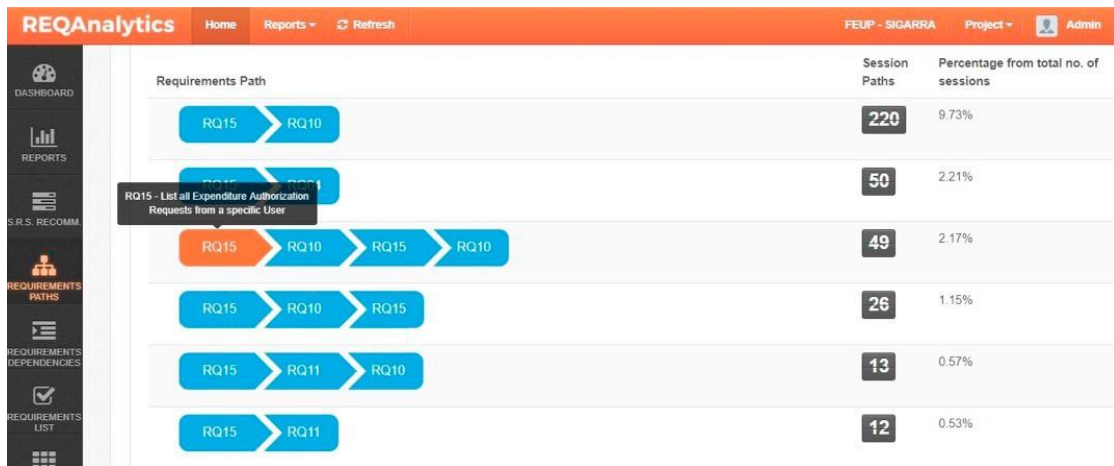 REQAnalytics Home Reports Refresh FEUP - SIGARRA Project Admin
DASHBOARD
REPORTS
S.R.S. RECOMM.
REQUIREMENTS
PATHS
REQUIREMENTS
DEPENDENCIES
REQUIREMENTS
LIST
Requirements Path Session Paths Percentage from total no. of sessions
RQ15 RQ10 220 9.73%
RQ15 50 2.21%
RQ15 - List all Expenditure Authorization
Requests from a specific User
RQ15 RQ10 RQ15 RQ10 49 2.17%
RQ15 RQ10 RQ15 26 1.15%
RQ15 RQ11 RQ10 13 0.57%
RQ15 RQ11 12 0.53%